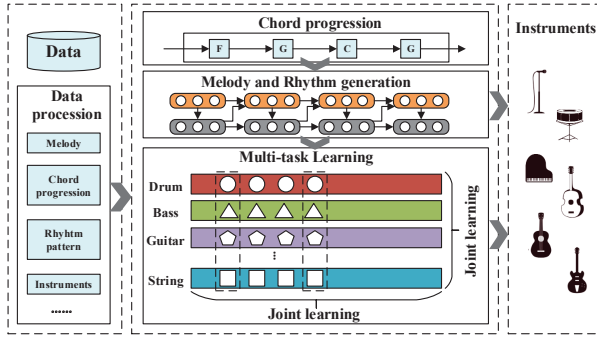 Data
Data
procession
Melody
Chord
progression
Rhyhtm
pattern
Instruments
......
Chord progression
F G C G
Melody and Rhythm generation
Multi-task Learning
Drum
Bass
Guitar
...
String
Joint learning
Joint learning
Instruments